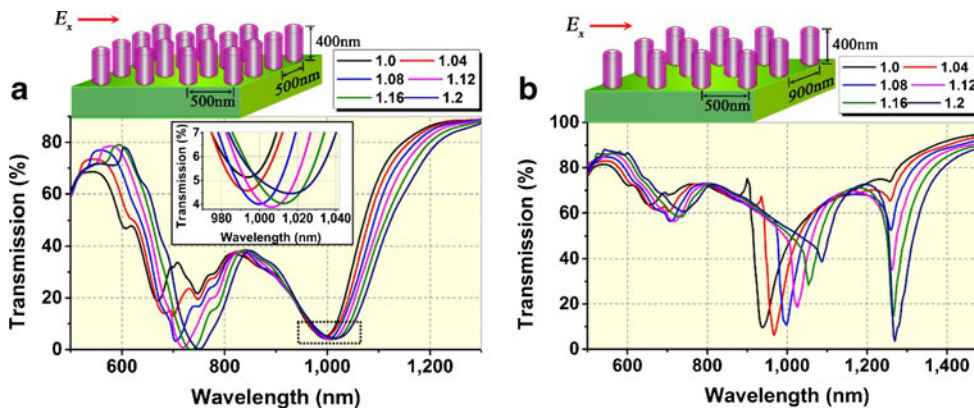 a
Eₓ
400nm
500nm
500nm
1.0 1.04
1.08 1.12
1.16 1.2
Transmission (%)
80
60
40
20
0
600 800 1,000 1,200
Wavelength (nm)
Transmission (%)
7
6
5
4
980 1,000 1,020 1,040
Wavelength (nm)
b
Eₓ
400nm
500nm
900nm
1.0 1.04
1.08 1.12
1.16 1.2
Transmission (%)
100
80
60
40
20
0
600 800 1,000 1,200 1,400
Wavelength (nm)